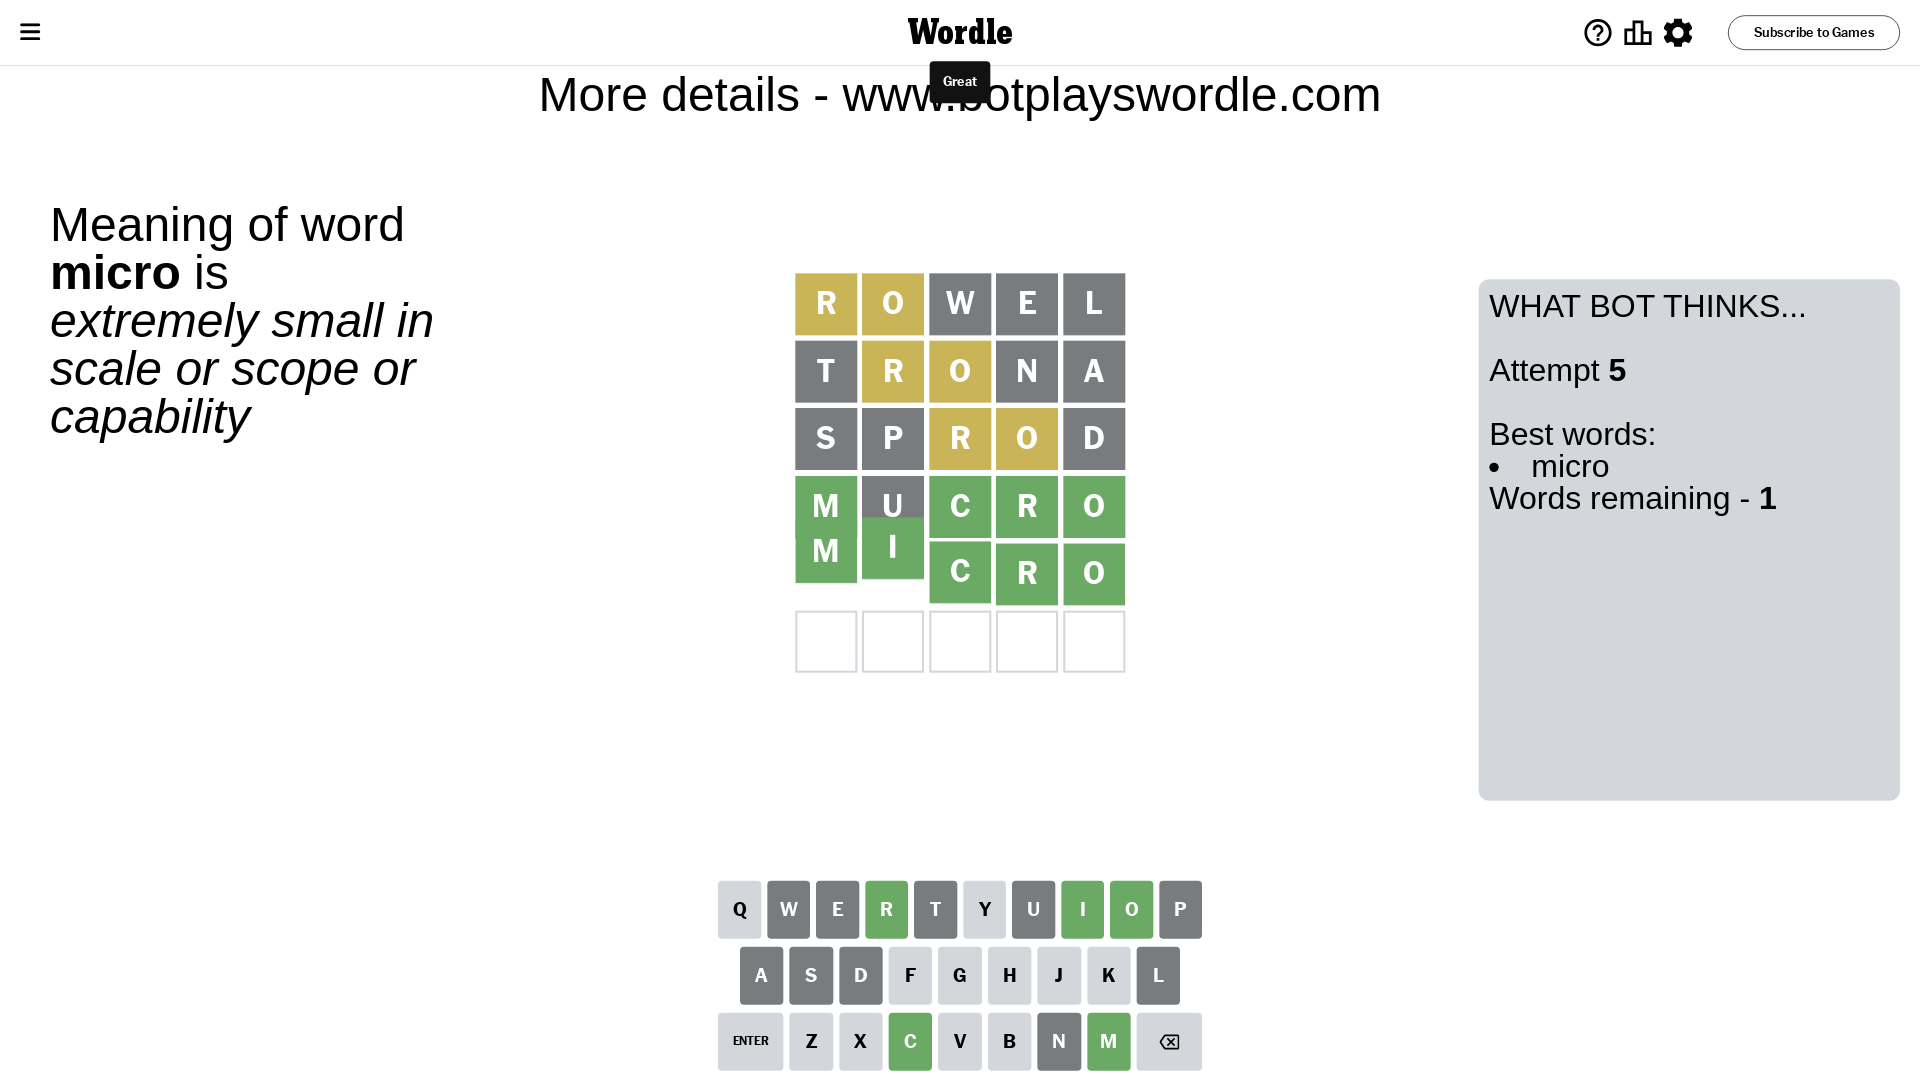 Wordle
Subscribe to Games
Great
More details - www.botplayswordle.com
Meaning of word
micro is
extremely small in
scale or scope or
capability
R O W E L
T R O N A
S P R O D
M U C R O
M I C R O
WHAT BOT THINKS...
Attempt 5
Best words:
• micro
Words remaining - 1
Q W E R T Y U I O P
A S D F G H J K L
ENTER Z X C V B N M